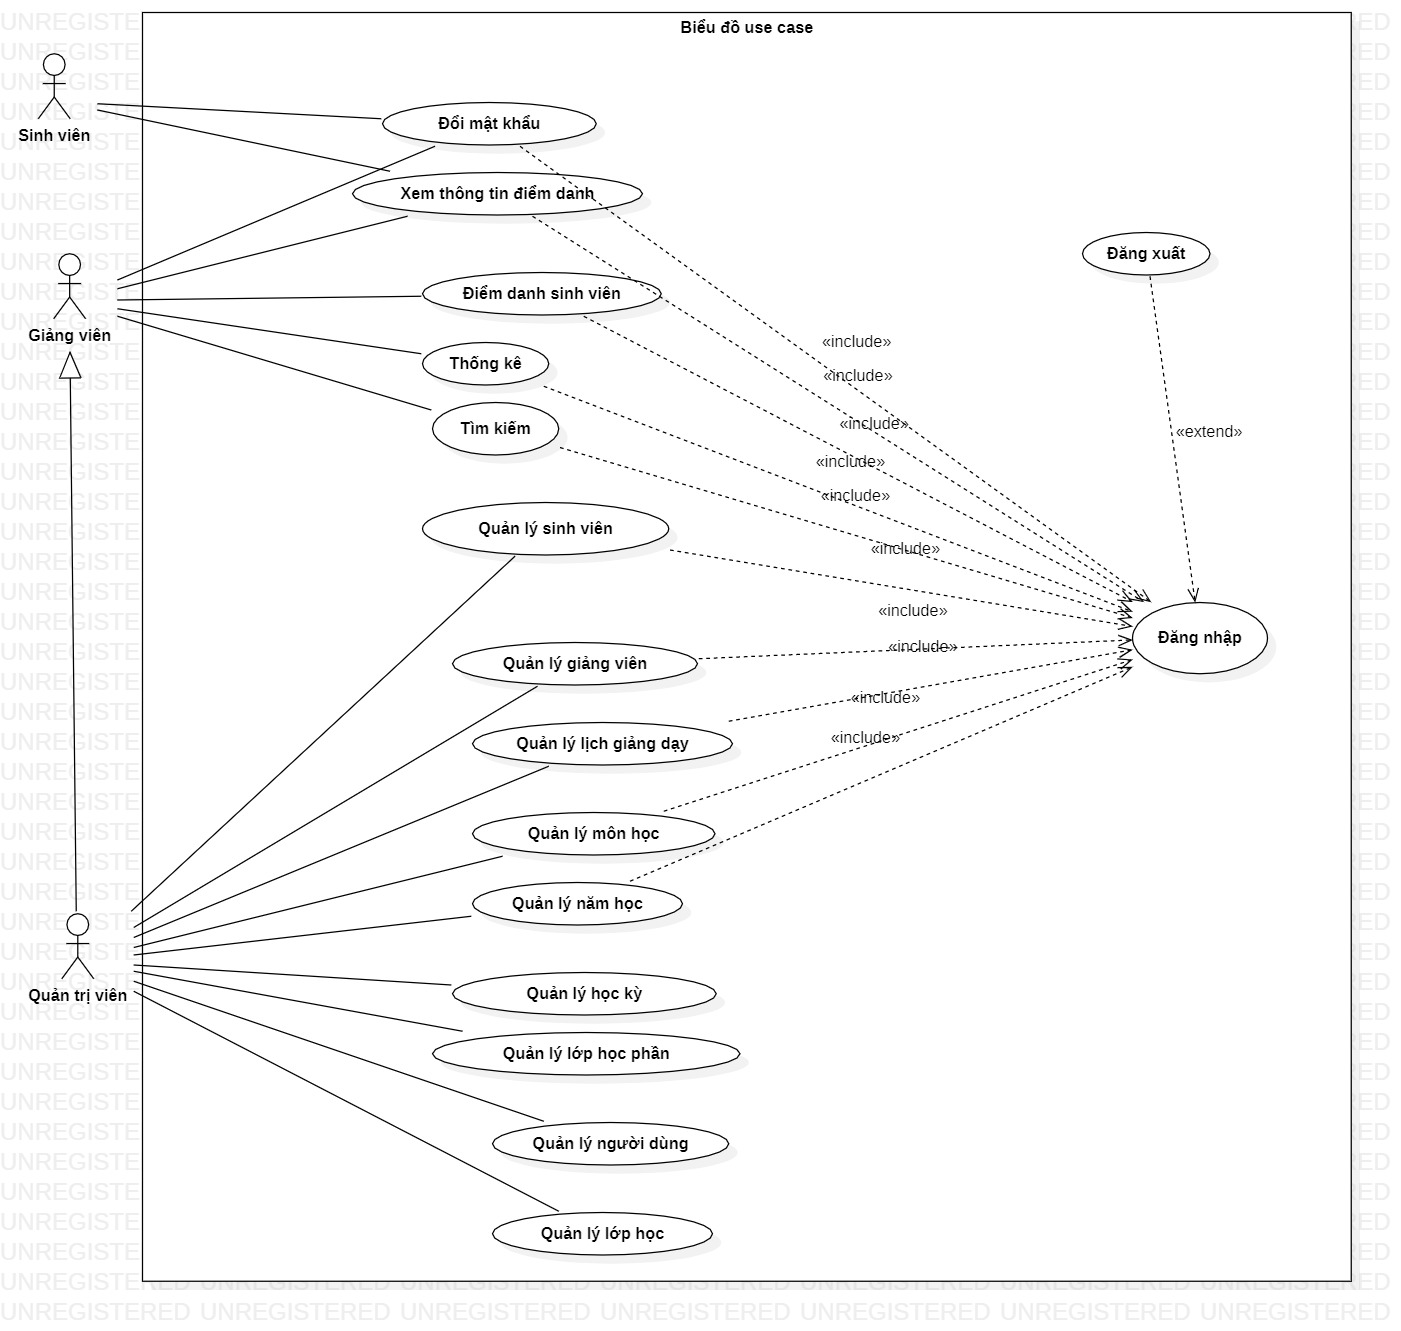 Biểu đồ use case
Sinh viên
Đổi mật khẩu
Xem thông tin điểm danh
Đăng xuất
Giảng viên
Điểm danh sinh viên
«include»
Thống kê
«include»
Tìm kiếm
«include»
«extend»
«include»
«include»
Quản lý sinh viên
«include»
«include»
Đăng nhập
«include»
Quản lý giảng viên
«include»
Quản lý lịch giảng dạy
«include»
Quản lý môn học
Quản lý năm học
Quản trị viên
Quản lý học kỳ
Quản lý lớp học phần
Quản lý người dùng
Quản lý lớp học
UNREGISTERED UNREGISTERED UNREGISTERED UNREGISTERED UNREGISTERED UNREGISTERED UNREGISTERED